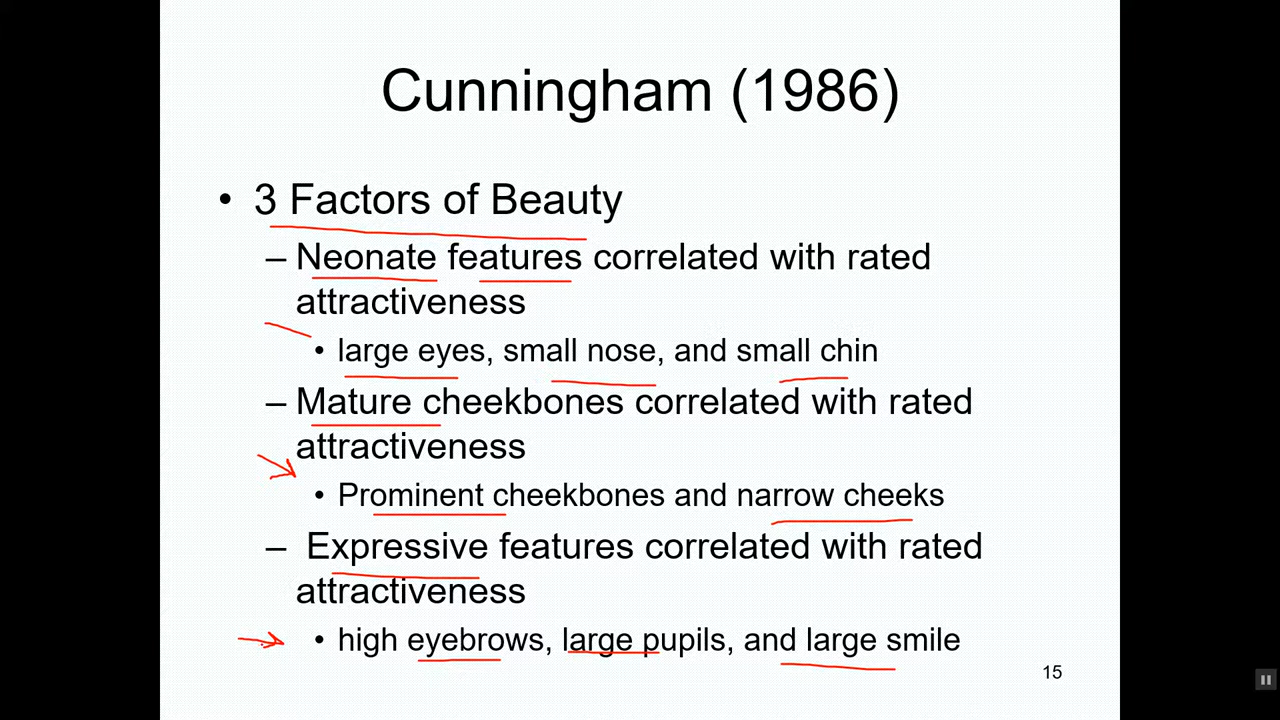 Cunningham (1986)
• 3 Factors of Beauty
– Neonate features correlated with rated
attractiveness
• large eyes, small nose, and small chin
– Mature cheekbones correlated with rated
attractiveness
• Prominent cheekbones and narrow cheeks
– Expressive features correlated with rated
attractiveness
• high eyebrows, large pupils, and large smile
15